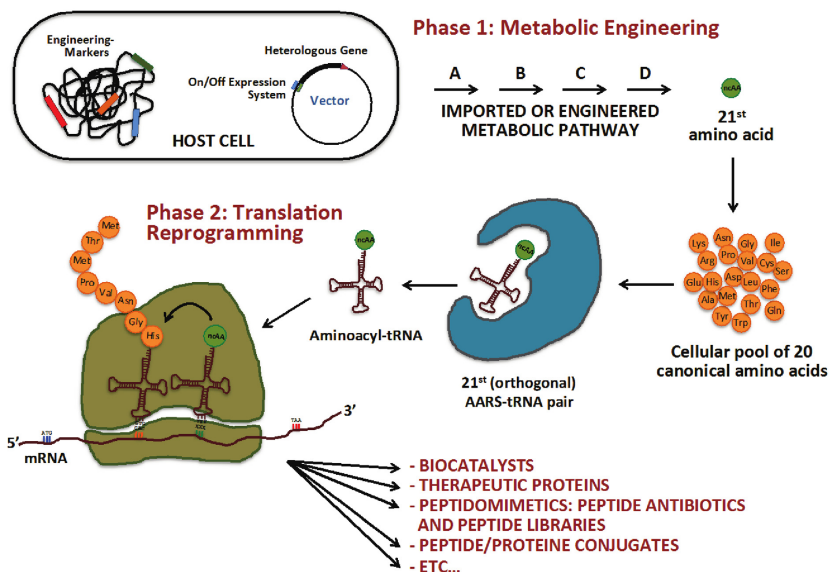 Phase 1: Metabolic Engineering
Engineering-
Markers
Heterologous Gene
On/Off Expression
System
Vector
HOST CELL
A B C D
IMPORTED OR ENGINEERED
METABOLIC PATHWAY
ncAA
21st
amino acid
Phase 2: Translation
Reprogramming
Met
Thr
Met
Pro
Val
Asn
Gly
His
ncAA
ncAA
Aminoacyl-tRNA
ncAA
21st (orthogonal)
AARS-tRNA pair
Lys
Asn
Gly
Ile
Arg
Pro
Val
Cys
Ser
Glu
His
Asp
Leu
Phe
Ala
Met
Thr
Gln
Tyr
Trp
Cellular pool of 20
canonical amino acids
5'
ATG
mRNA
TAA
3'
- BIOCATALYSTS
- THERAPEUTIC PROTEINS
- PEPTIDOMIMETICS: PEPTIDE ANTIBIOTICS
AND PEPTIDE LIBRARIES
- PEPTIDE/PROTEINE CONJUGATES
- ETC...